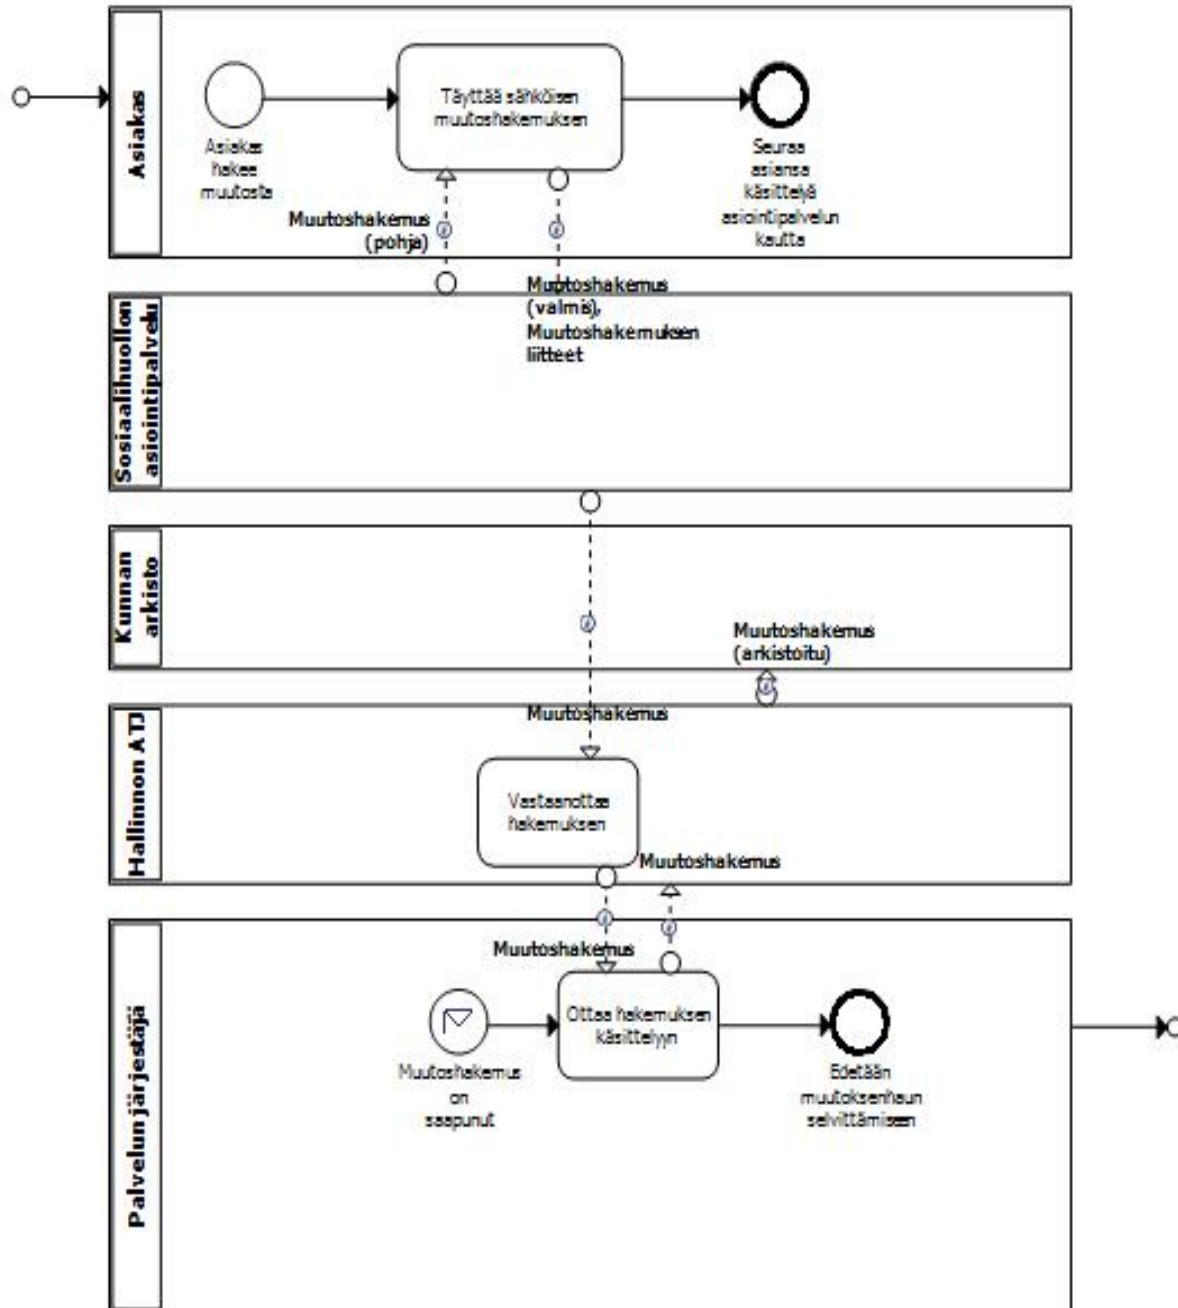 Asiakas
Asiakas
hakee
muutosta
Täyttää sähköisen
muutoshakemuksen
Seuraa
asiansa
käsittelyä
asiointipalvelun
kautta
Muutoshakemus
(pohja)
Sosiaalihuollon
asiointipalvelu
Muutoshakemus
(valmis),
Muutoshakemuksen
liitteet
Kunnan
arkisto
Muutoshakemus
(arkistoitu)
Hallinnon ATJ
Muutoshakemus
Vastaanottaa
hakemuksen
Muutoshakemus
Palvelun järjestäjä
Muutoshakemus
Muutoshakemus
on
saapunut
Ottaa hakemuksen
käsittelyyn
Edetään
muutoksenhaun
selvittämiseen